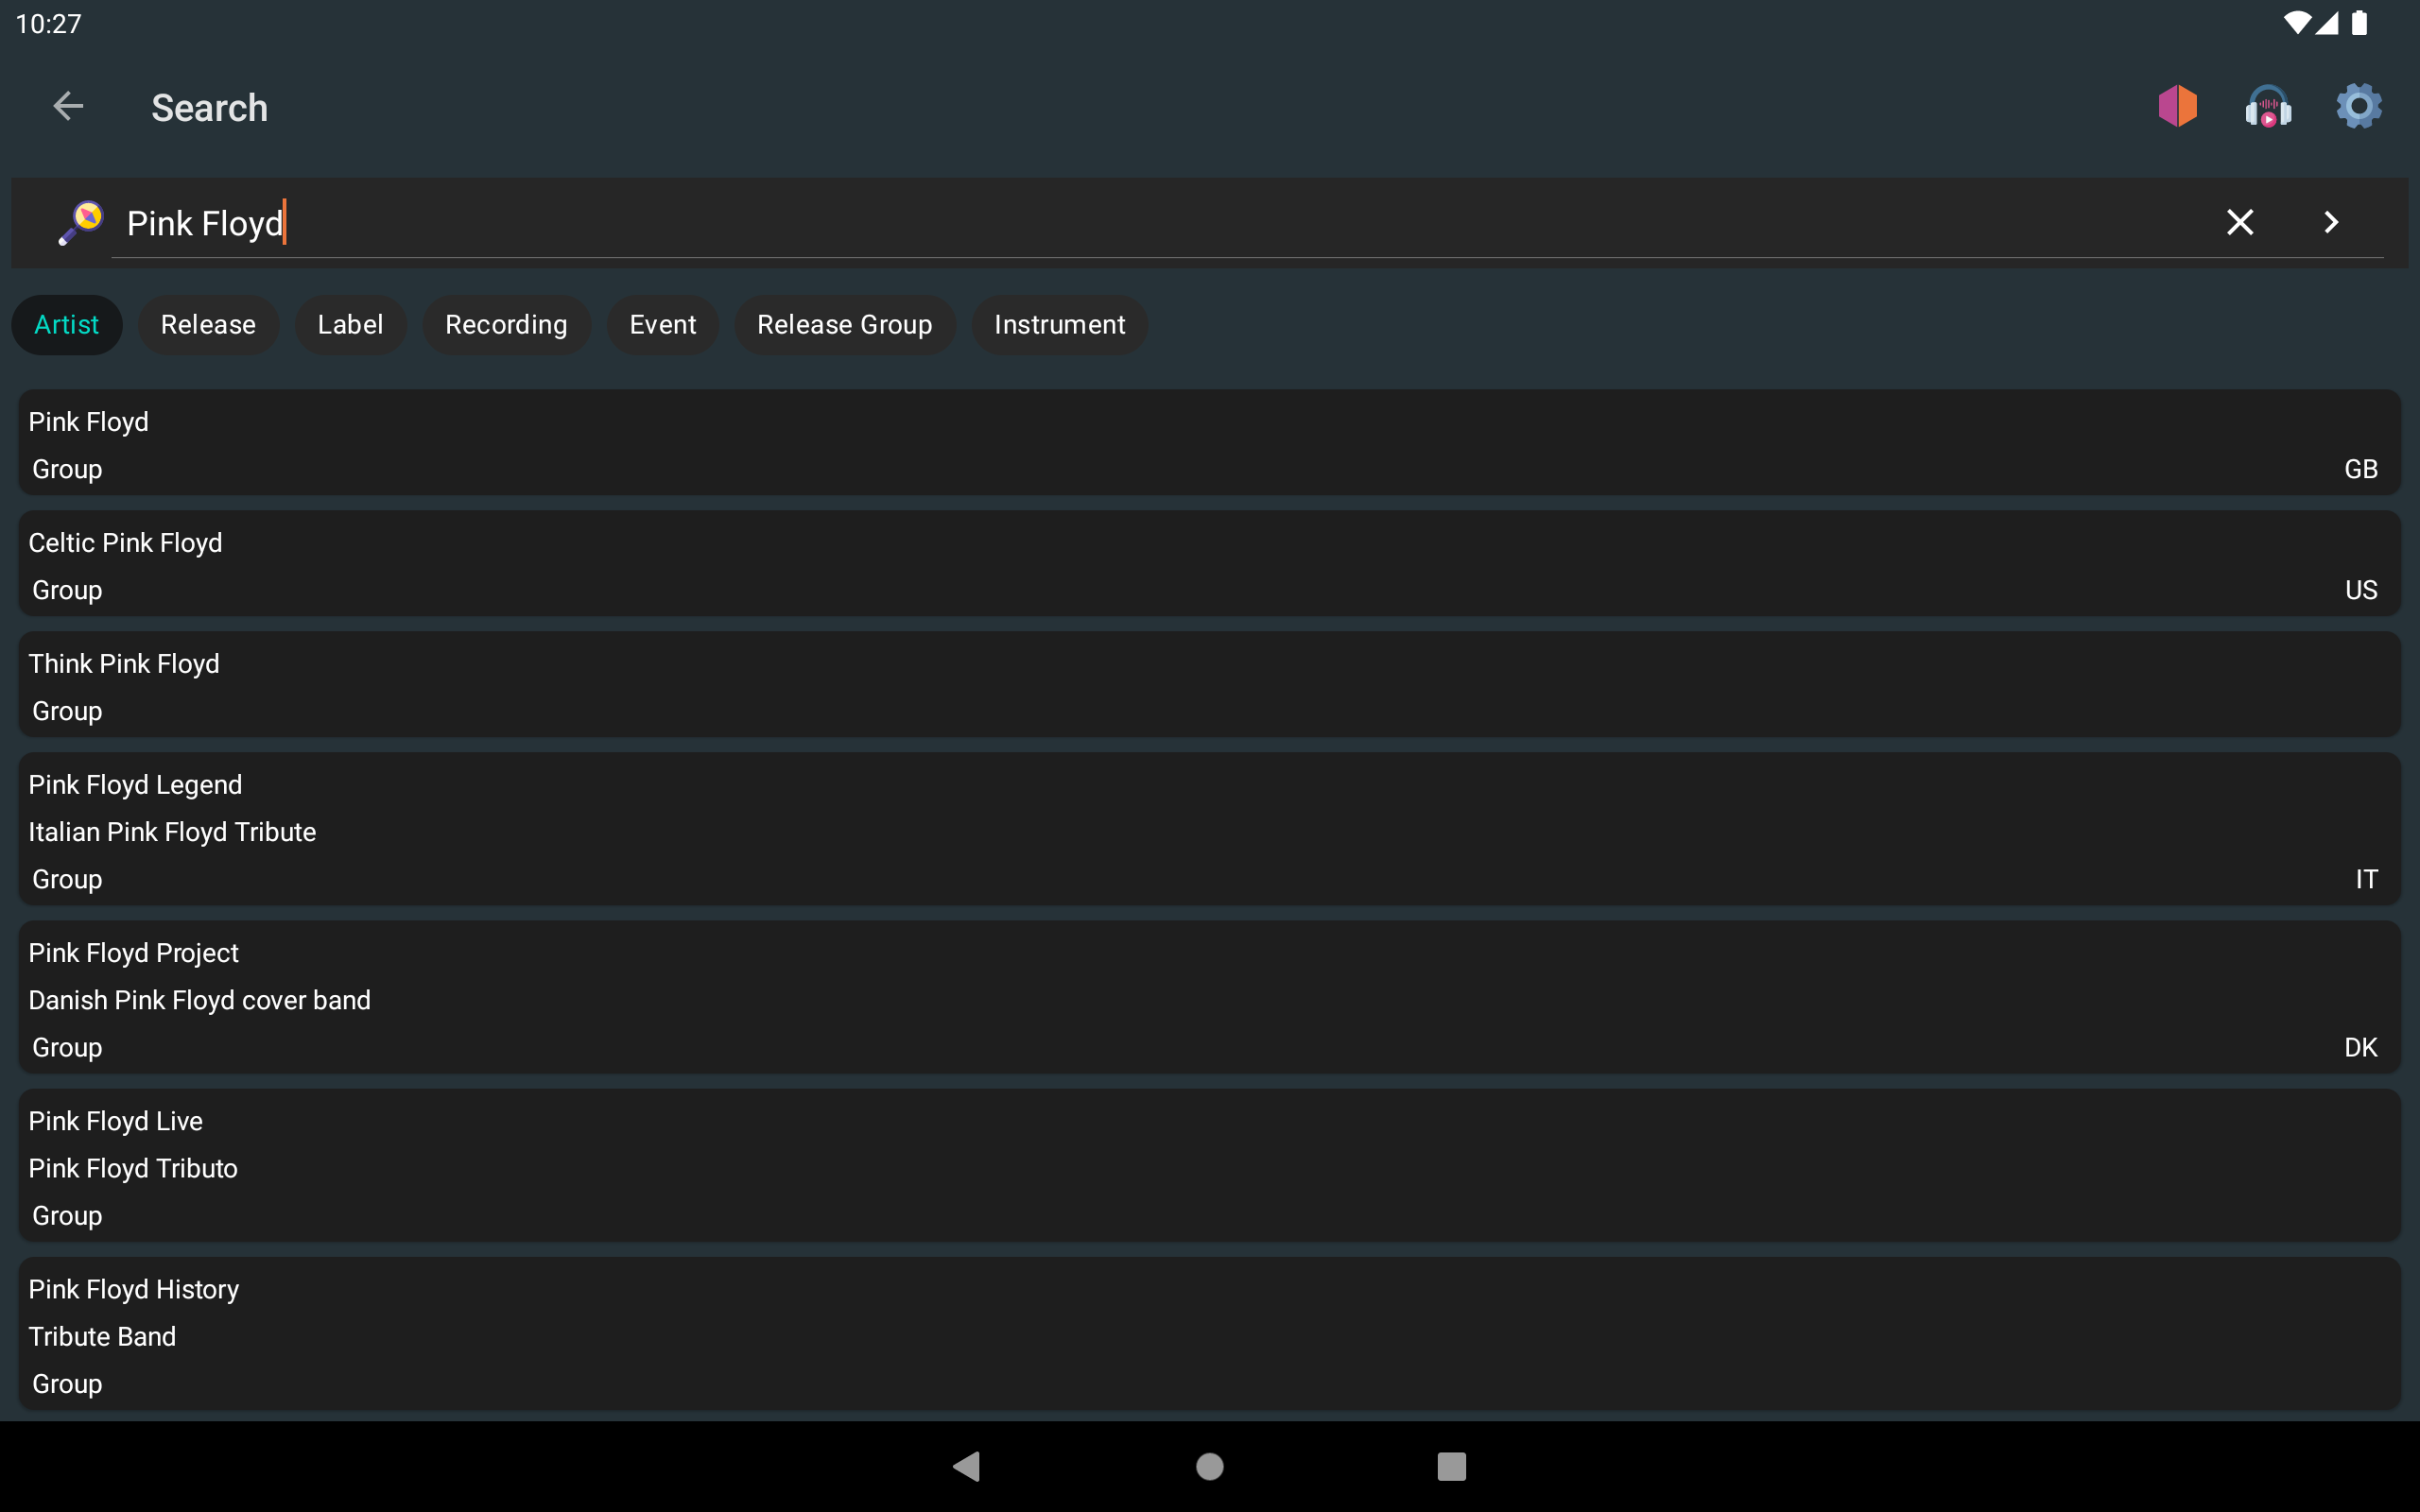 10:27
Search
Pink Floyd
Artist Release Label Recording Event Release Group Instrument
Pink Floyd
Group GB
Celtic Pink Floyd
Group US
Think Pink Floyd
Group
Pink Floyd Legend
Italian Pink Floyd Tribute
Group IT
Pink Floyd Project
Danish Pink Floyd cover band
Group DK
Pink Floyd Live
Pink Floyd Tributo
Group
Pink Floyd History
Tribute Band
Group